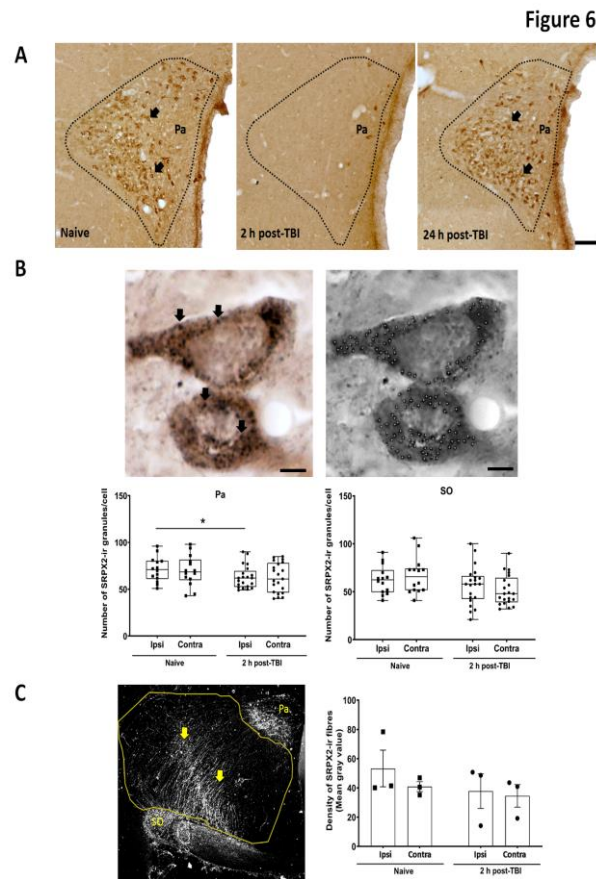 Figure 6
A
Pa
Naive
Pa
2 h post-TBI
Pa
24 h post-TBI
B
Pa
Number of SRPX2-ir granules/cell
150
100
50
0
*
Ipsi Contra Ipsi Contra
Naive 2 h post-TBI
SO
Number of SRPX2-ir granules/cell
150
100
50
0
Ipsi Contra Ipsi Contra
Naive 2 h post-TBI
C
Pa
SO
Density of SRPX2-ir fibres
(Mean gray value)
100
80
60
40
20
0
Ipsi Contra Ipsi Contra
Naive 2 h post-TBI